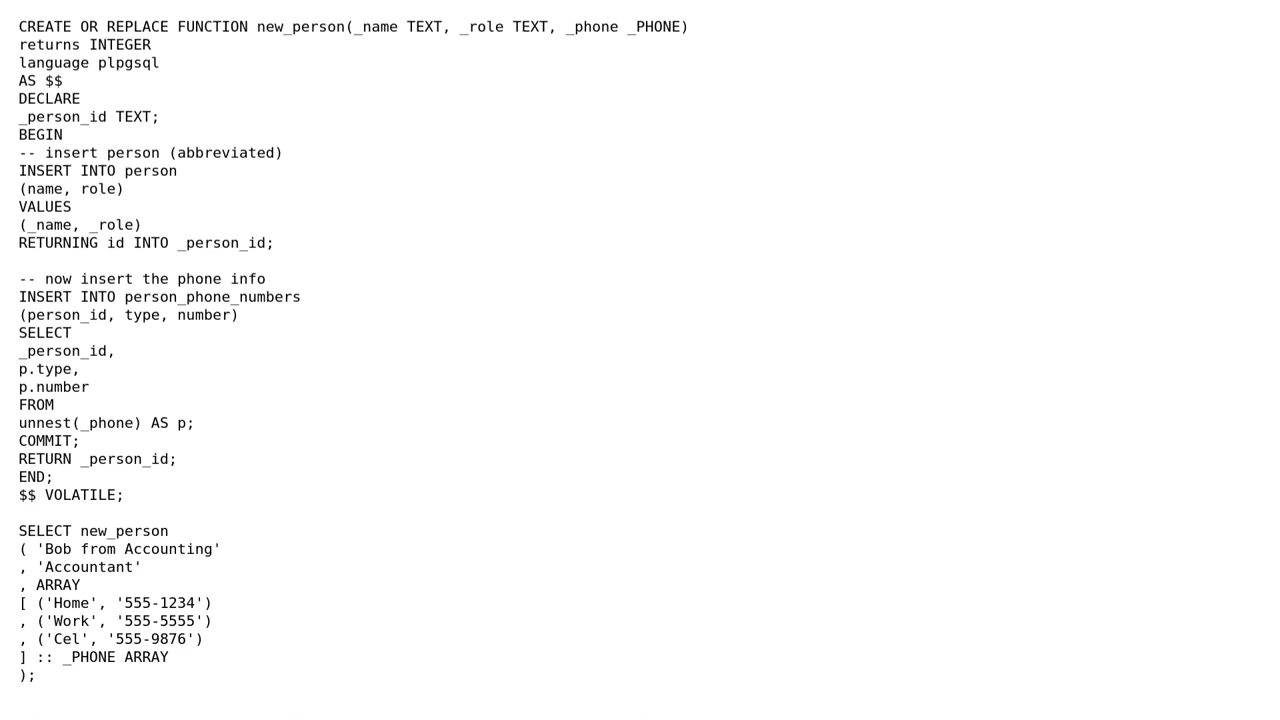 CREATE OR REPLACE FUNCTION new_person(_name TEXT, _role TEXT, _phone _PHONE)
returns INTEGER
language plpgsql
AS $$
DECLARE
_person_id TEXT;
BEGIN
-- insert person (abbreviated)
INSERT INTO person
(name, role)
VALUES
(_name, _role)
RETURNING id INTO _person_id;

-- now insert the phone info
INSERT INTO person_phone_numbers
(person_id, type, number)
SELECT
_person_id,
p.type,
p.number
FROM
unnest(_phone) AS p;
COMMIT;
RETURN _person_id;
END;
$$ VOLATILE;

SELECT new_person
( 'Bob from Accounting'
, 'Accountant'
, ARRAY
[ ('Home', '555-1234')
, ('Work', '555-5555')
, ('Cel', '555-9876')
] :: _PHONE ARRAY
);